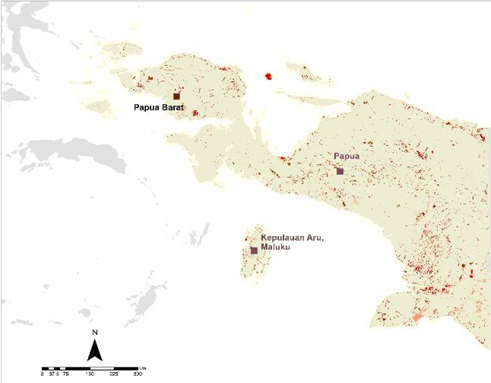 Papua Barat
Papua
Kepulauan Aru,
Maluku
N
0 37.5 75 150 225 300